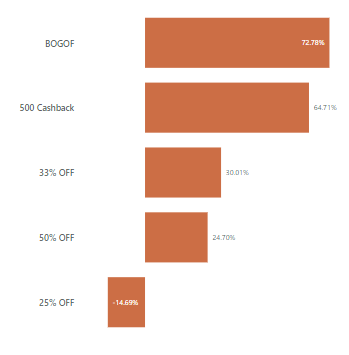 BOGOF 72.78%
500 Cashback 64.71%
33% OFF 30.01%
50% OFF 24.70%
25% OFF -14.69%